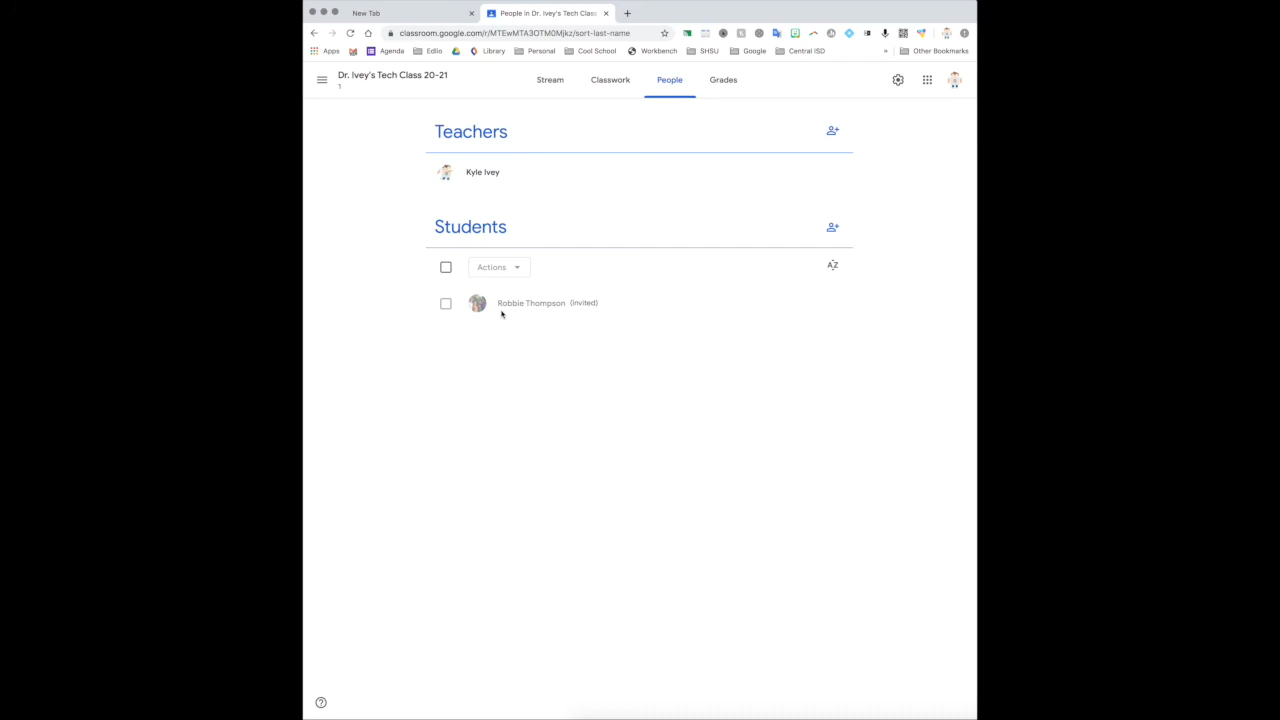 New Tab
People in Dr. Ivey's Tech Class
classroom.google.com/r/MTEwMTA3OTM0Mjkz/sort-last-name
Apps
Agenda
Edlio
Library
Personal
Cool School
Workbench
SHSU
Google
Central ISD
»
Other Bookmarks
Dr. Ivey's Tech Class 20-21
1
Stream
Classwork
People
Grades
Teachers
Kyle Ivey
Students
Actions
AZ
Robbie Thompson (invited)